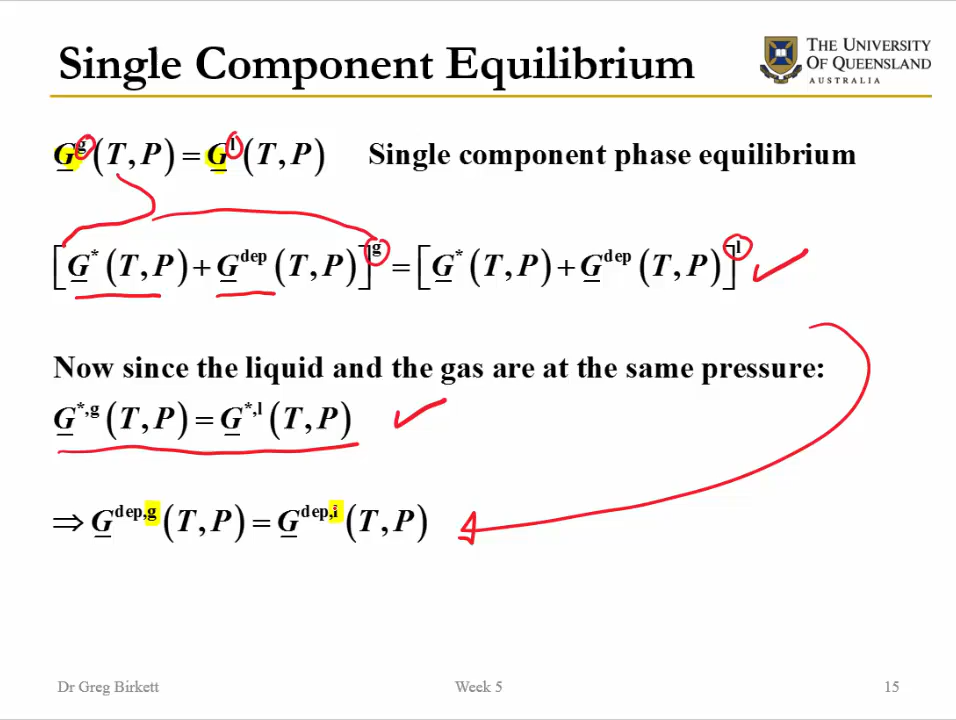 Single Component Equilibrium
THE UNIVERSITY
OF QUEENSLAND
AUSTRALIA
G^g (T, P) = G^l (T, P) Single component phase equilibrium
[G^* (T, P) + G^dep (T, P)]^g = [G^* (T, P) + G^dep (T, P)]^l
Now since the liquid and the gas are at the same pressure:
G^*,g (T, P) = G^*,l (T, P)
⇒ G^dep,g (T, P) = G^dep,i (T, P)
Dr Greg Birkett
Week 5
15